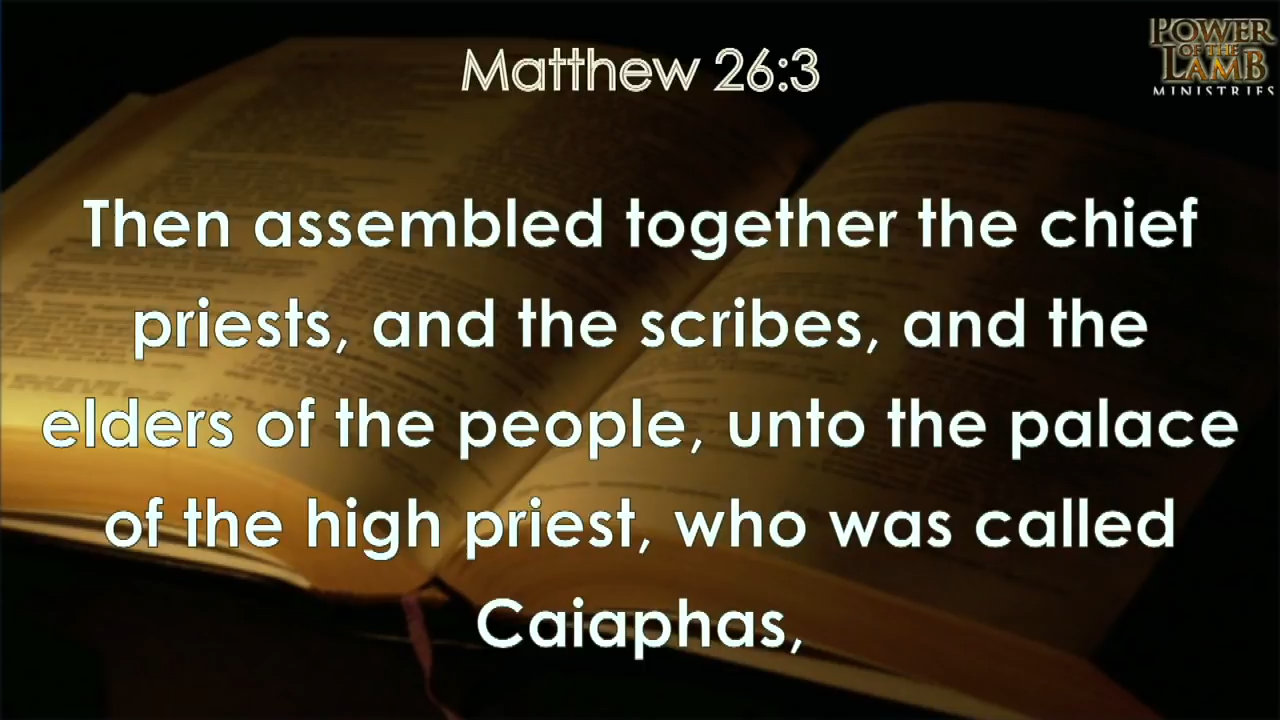 Matthew 26:3
POWER
OF THE
LAMB
MINISTRIES
Then assembled together the chief
priests, and the scribes, and the
elders of the people, unto the palace
of the high priest, who was called
Caiaphas,